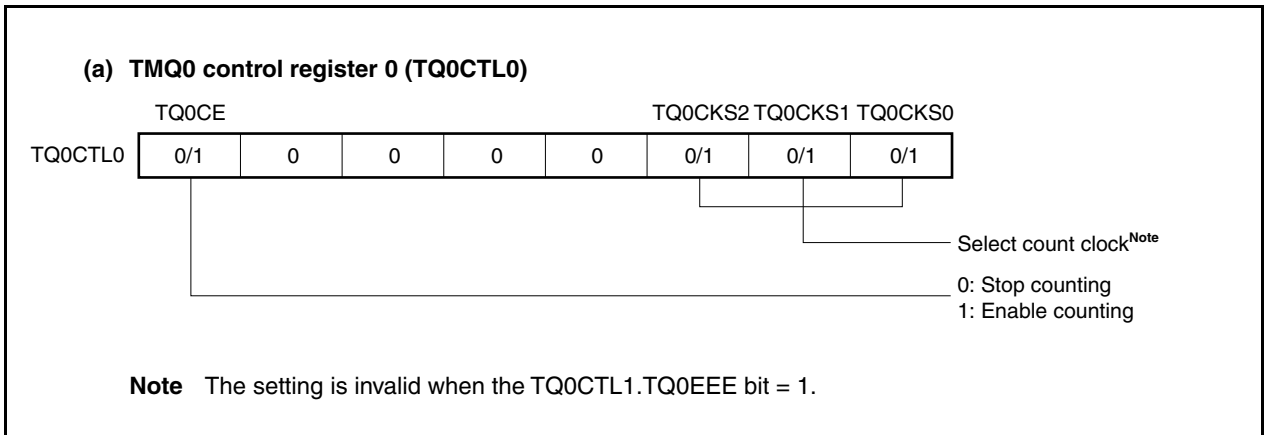 (a) TMQ0 control register 0 (TQ0CTL0)
TQ0CE TQ0CKS2 TQ0CKS1 TQ0CKS0
TQ0CTL0 0/1 0 0 0 0 0/1 0/1 0/1
Select count clockNote
0: Stop counting
1: Enable counting
Note The setting is invalid when the TQ0CTL1.TQ0EEE bit = 1.